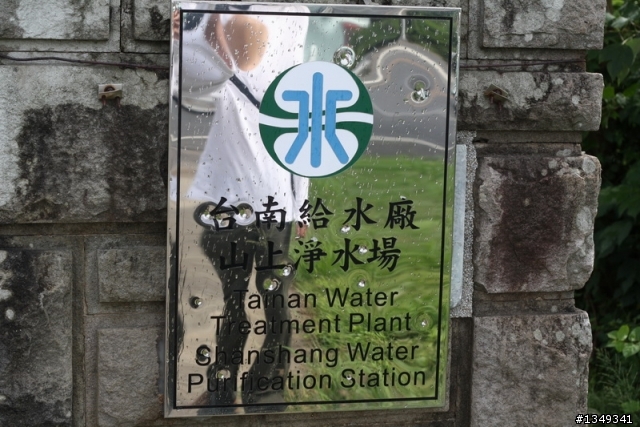 水
台南給水廠
山上淨水場
Tainan Water
Treatment Plant
Shanshang Water
Purification Station
#1349341